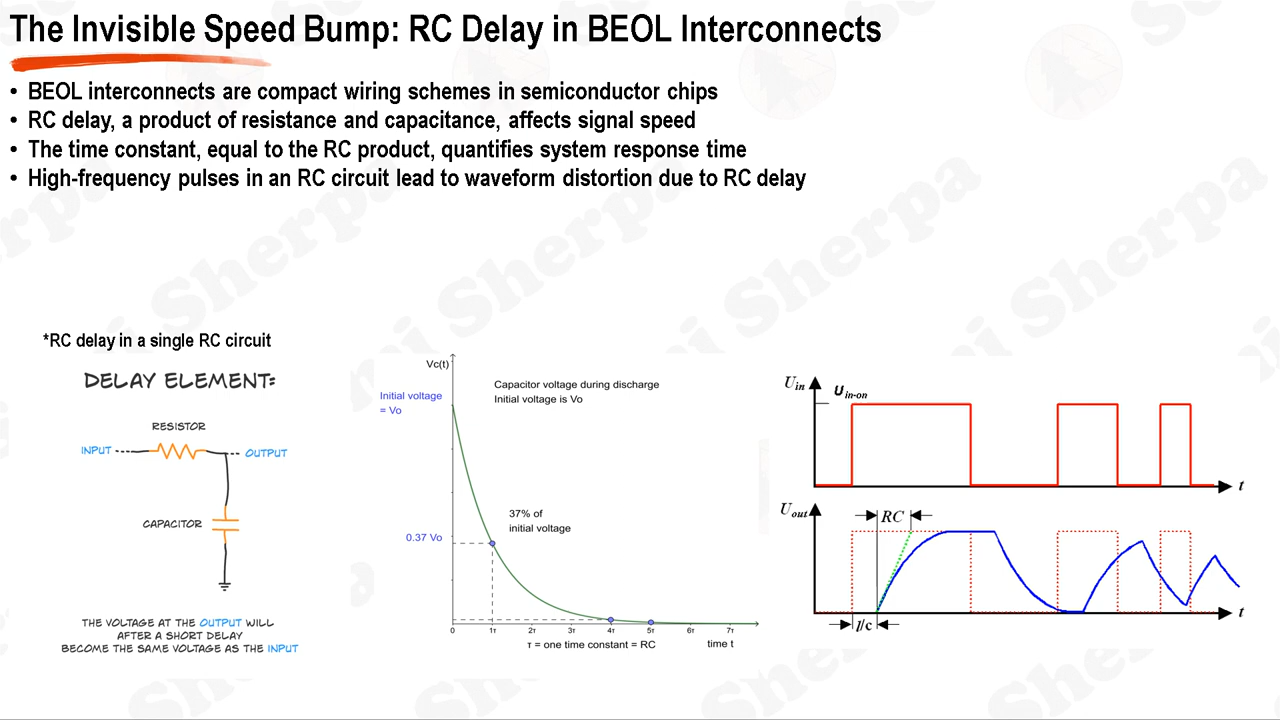 The Invisible Speed Bump: RC Delay in BEOL Interconnects
• BEOL interconnects are compact wiring schemes in semiconductor chips
• RC delay, a product of resistance and capacitance, affects signal speed
• The time constant, equal to the RC product, quantifies system response time
• High-frequency pulses in an RC circuit lead to waveform distortion due to RC delay
*RC delay in a single RC circuit
DELAY ELEMENT:
RESISTOR
INPUT
OUTPUT
CAPACITOR
THE VOLTAGE AT THE OUTPUT WILL
AFTER A SHORT DELAY
BECOME THE SAME VOLTAGE AS THE INPUT
Vc(t)
Initial voltage
= Vo
Capacitor voltage during discharge
Initial voltage is Vo
37% of
initial voltage
0.37 Vo
0 1τ 2τ 3τ 4τ 5τ 6τ 7τ
τ = one time constant = RC
time t
Uin
Uin-on
t
Uout
RC
t
l/c
Sherpa
Sherpa
Sherpa
Sherpa
Sherpa